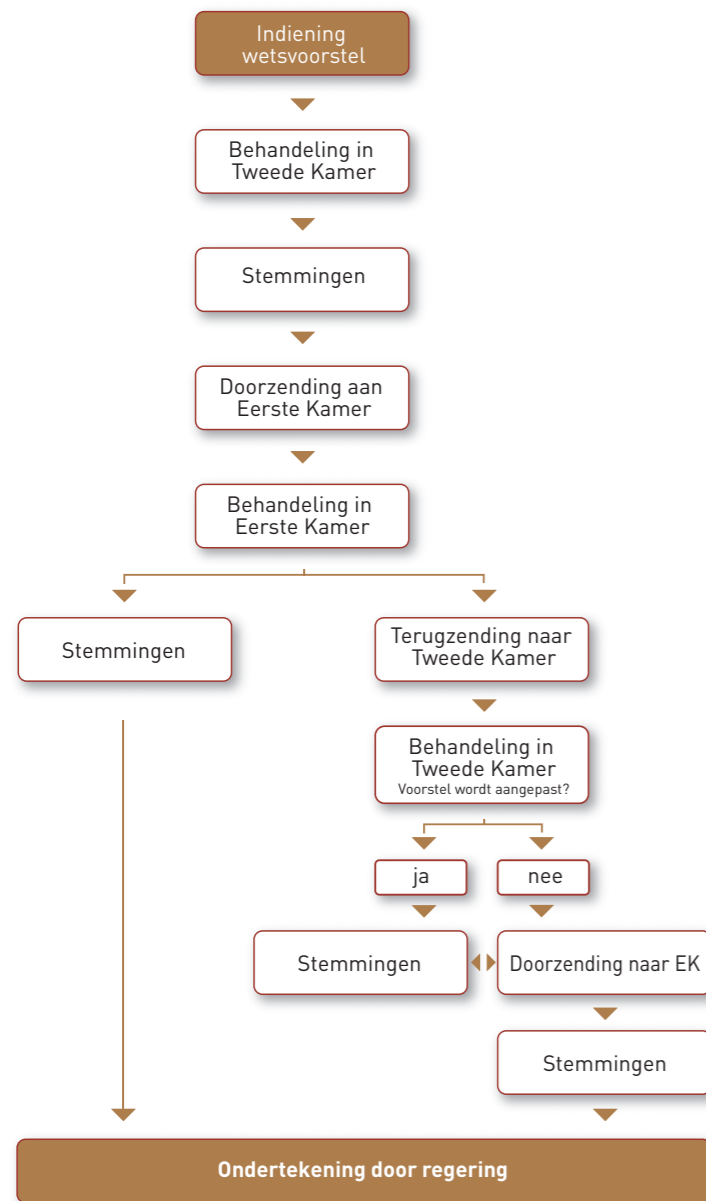 Indiening
wetsvoorstel
Behandeling in
Tweede Kamer
Stemmingen
Doorzending aan
Eerste Kamer
Behandeling in
Eerste Kamer
Stemmingen
Terugzending naar
Tweede Kamer
Behandeling in
Tweede Kamer
Voorstel wordt aangepast?
ja
nee
Stemmingen
Doorzending naar EK
Stemmingen
Ondertekening door regering